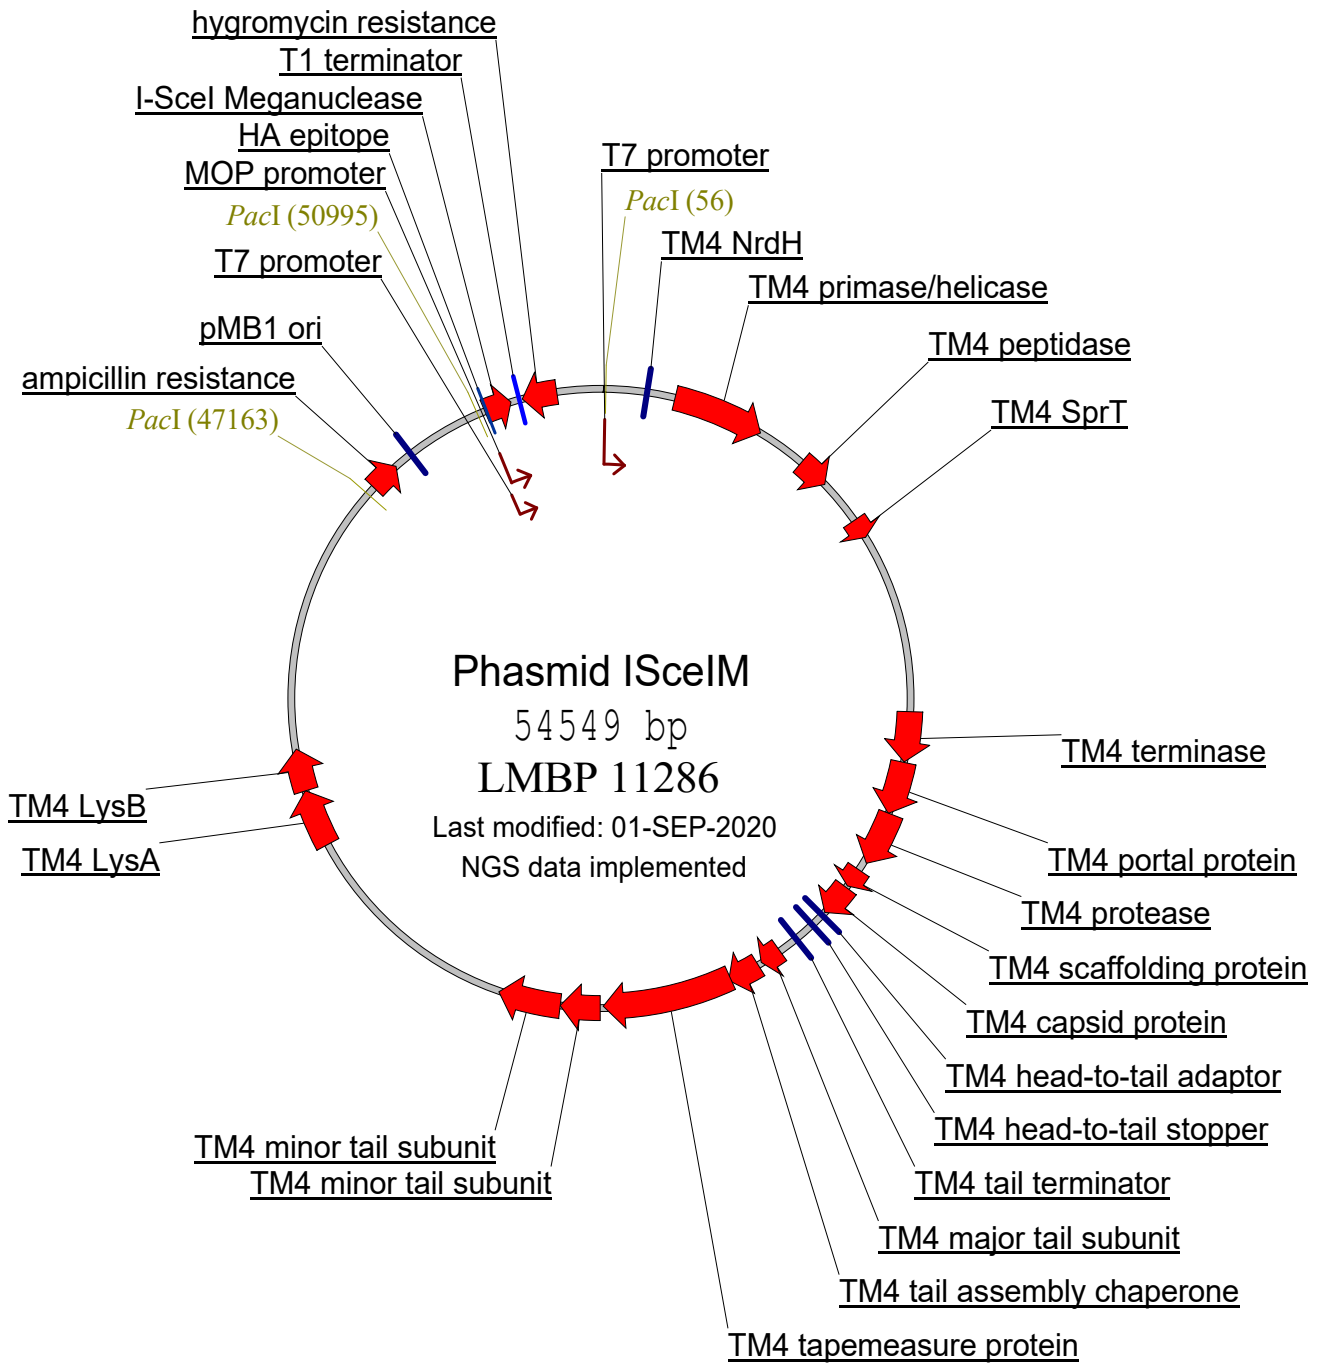 hygromycin resistance
T1 terminator
I-SceI Meganuclease
HA epitope
MOP promoter
PacI (50995)
T7 promoter
pMB1 ori
ampicillin resistance
PacI (47163)
T7 promoter
PacI (56)
TM4 NrdH
TM4 primase/helicase
TM4 peptidase
TM4 SprT
Phasmid ISceIM
54549 bp
LMBP 11286
Last modified: 01-SEP-2020
NGS data implemented
TM4 terminase
TM4 portal protein
TM4 protease
TM4 scaffolding protein
TM4 capsid protein
TM4 head-to-tail adaptor
TM4 head-to-tail stopper
TM4 tail terminator
TM4 major tail subunit
TM4 tail assembly chaperone
TM4 tapemeasure protein
TM4 minor tail subunit
TM4 minor tail subunit
TM4 LysB
TM4 LysA